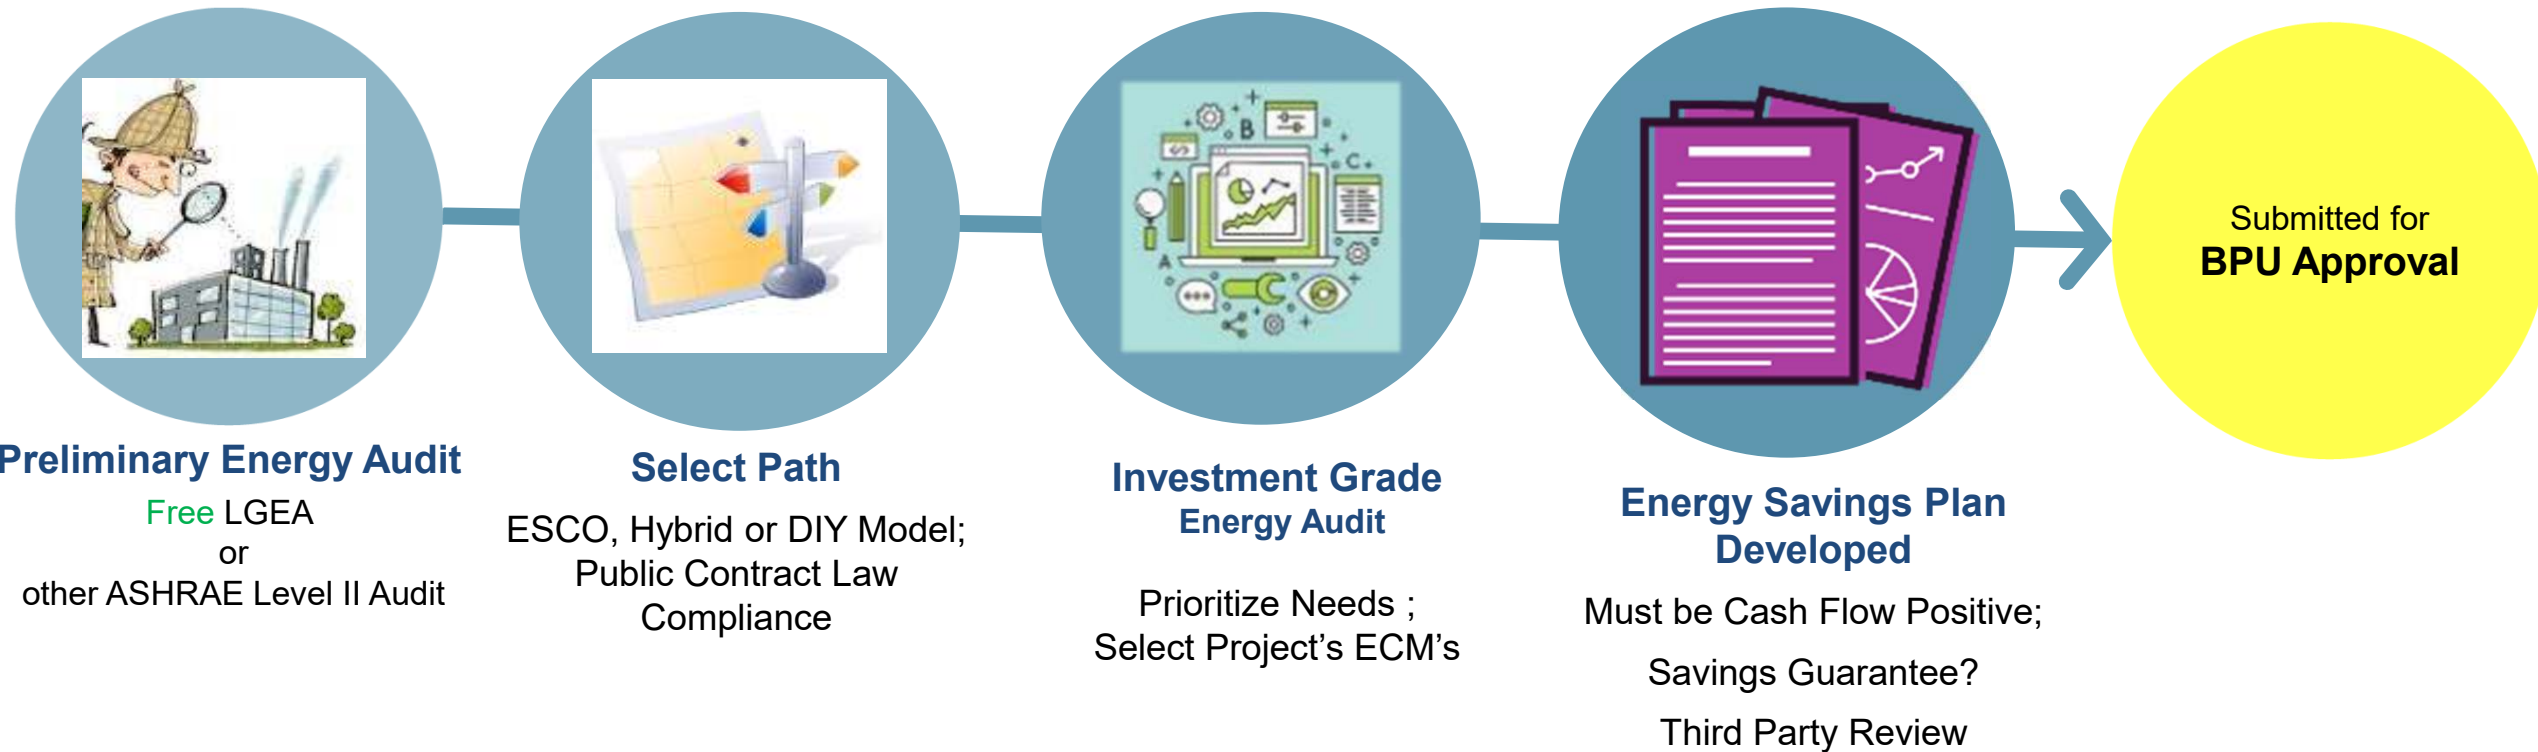 Preliminary Energy Audit
Free LGEA
or
other ASHRAE Level II Audit
Select Path
ESCO, Hybrid or DIY Model;
Public Contract Law
Compliance
B
C
A
Investment Grade
Energy Audit
Prioritize Needs ;
Select Project’s ECM’s
Energy Savings Plan
Developed
Must be Cash Flow Positive;
Savings Guarantee?
Third Party Review
Submitted for
BPU Approval